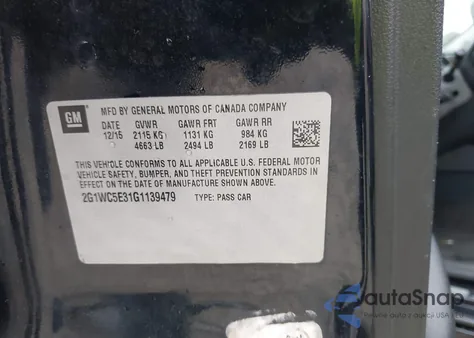 GM
MFD BY GENERAL MOTORS OF CANADA COMPANY
DATE GVWR GAWR FRT GAWR RR
12/15 2115 KG 1131 KG 984 KG
4663 LB 2494 LB 2169 LB
THIS VEHICLE CONFORMS TO ALL APPLICABLE U.S. FEDERAL MOTOR
VEHICLE SAFETY, BUMPER, AND THEFT PREVENTION STANDARDS IN
EFFECT ON THE DATE OF MANUFACTURE SHOWN ABOVE.
2G1WC5E31G1139479 TYPE: PASS CAR
autaSnap